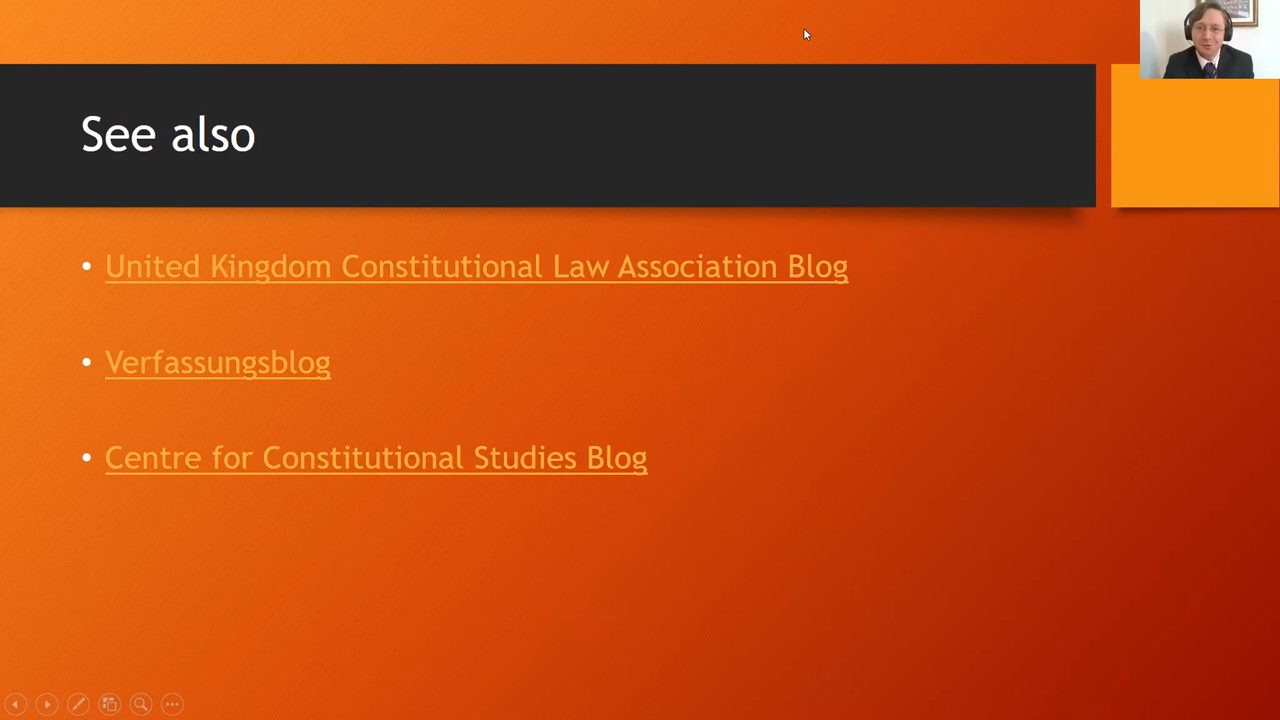 See also
United Kingdom Constitutional Law Association Blog
Verfassungsblog
Centre for Constitutional Studies Blog